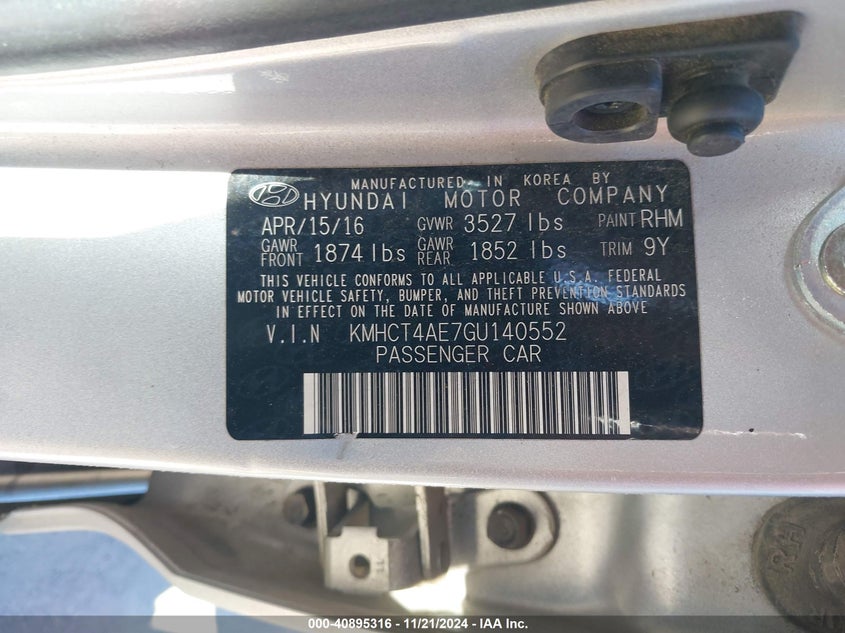 MANUFACTURED IN KOREA BY
HYUNDAI MOTOR COMPANY
APR/15/16 GVWR 3527 lbs PAINT RHM
GAWR FRONT 1874 lbs GAWR REAR 1852 lbs TRIM 9Y
THIS VEHICLE CONFORMS TO ALL APPLICABLE U.S.A. FEDERAL
MOTOR VEHICLE SAFETY, BUMPER, AND THEFT PREVENTION STANDARDS
IN EFFECT ON THE DATE OF MANUFACTURE SHOWN ABOVE
V.I.N KMHCT4AE7GU140552
PASSENGER CAR
RH
000-40895316 - 11/21/2024 - IAA Inc.